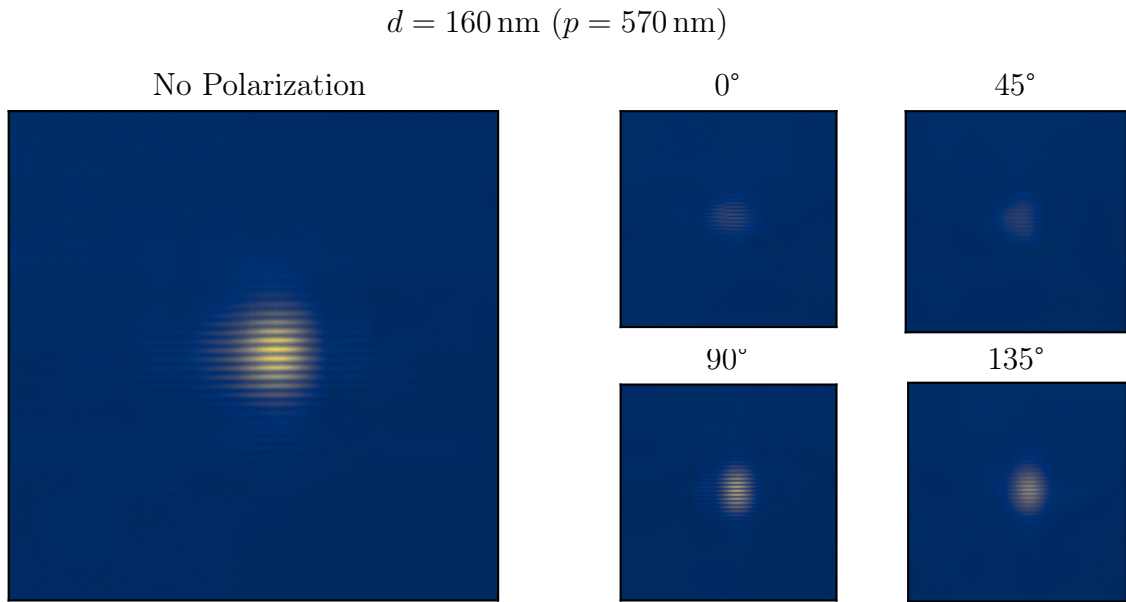 d = 160 nm (p = 570 nm)
No Polarization
0°
45°
90°
135°